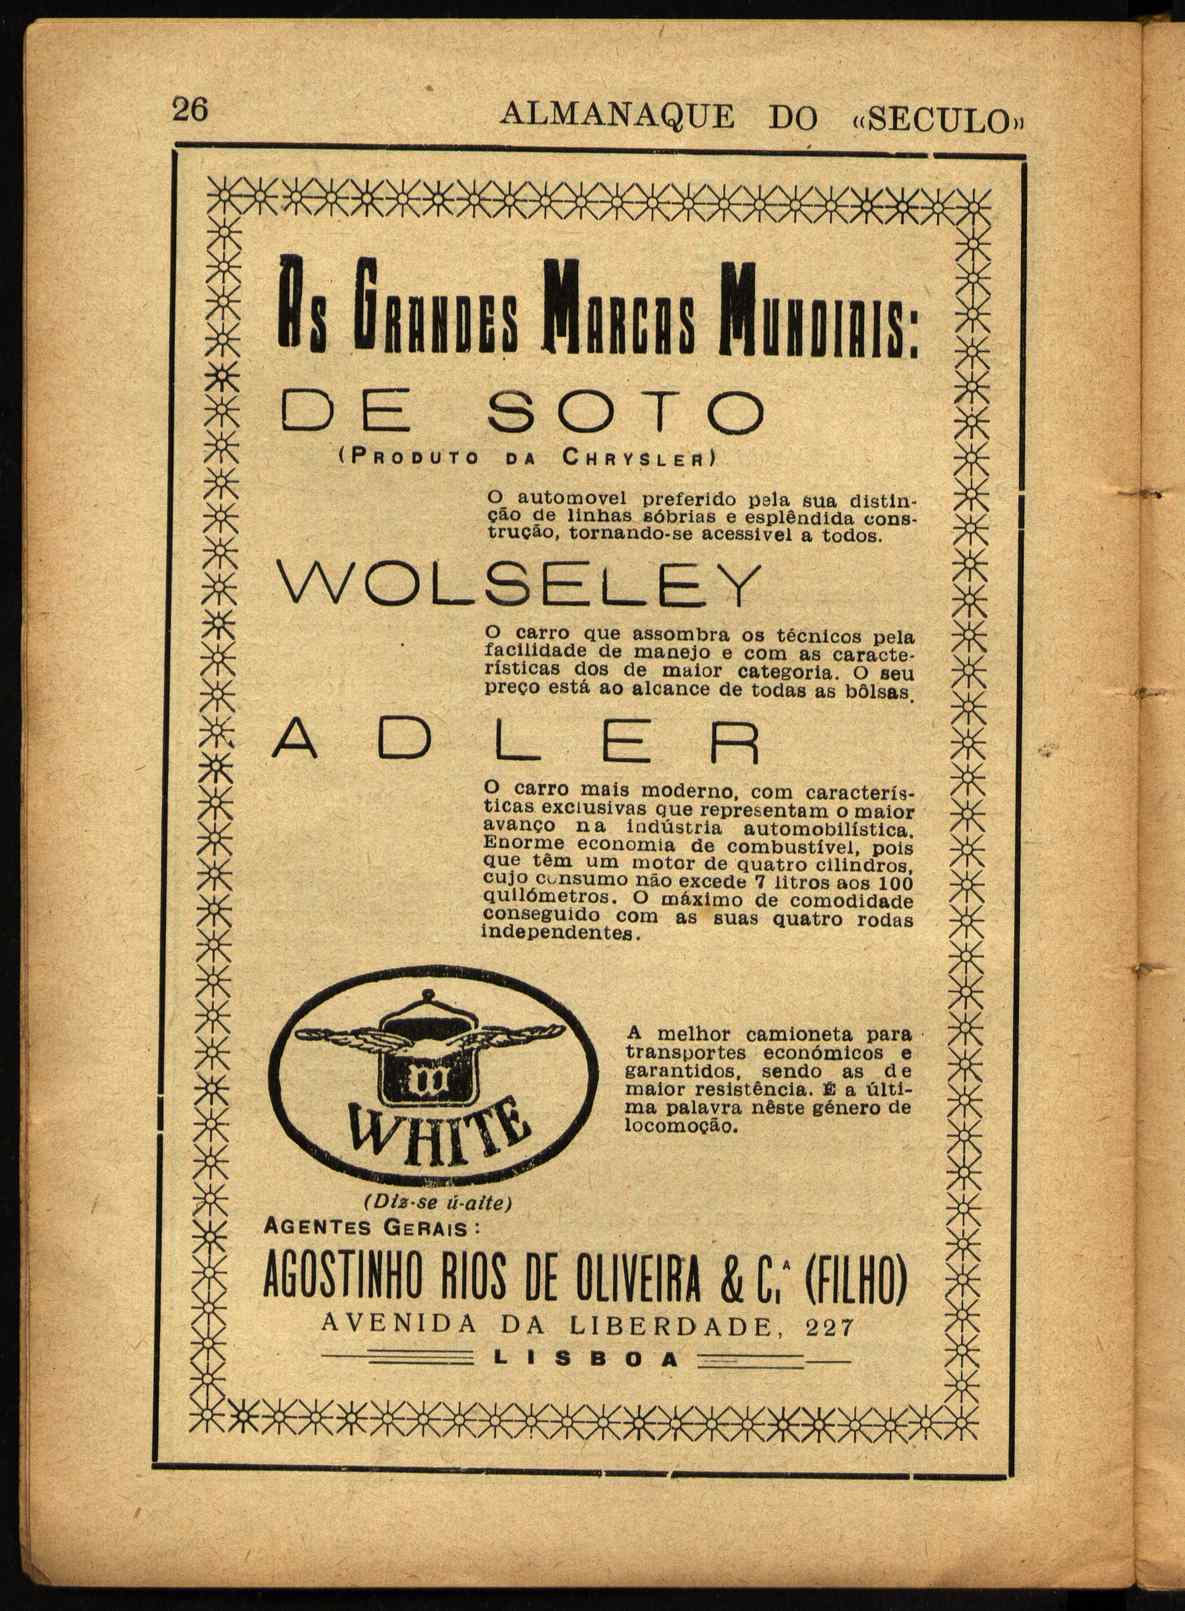 26 ALMANAQUE DO «SECULO»
AS GRANDES MARCAS MUNDIAIS:
DE SOTO
(PRODUTO DA CHRYSLER)
O automovel preferido pela sua distin-
ção de linhas sóbrias e esplêndida cons-
trução, tornando-se acessivel a todos.
WOLSELEY
O carro que assombra os técnicos pela
facilidade de manejo e com as caracte-
rísticas dos de maior categoria. O seu
preço está ao alcance de todas as bôlsas.
ADLER
O carro mais moderno, com caracterís-
ticas exclusivas que representam o maior
avanço na indústria automobilística.
Enorme economia de combustível, pois
que têm um motor de quatro cilindros,
cujo consumo não excede 7 litros aos 100
quilómetros. O máximo de comodidade
conseguido com as suas quatro rodas
independentes.
W
WHITE
(Diz-se ú-aite)
A melhor camioneta para
transportes económicos e
garantidos, sendo as de
maior resistência. É a últi-
ma palavra nêste género de
locomoção.
AGENTES GERAIS:
AGOSTINHO RIOS DE OLIVEIRA & C.ᴬ (FILHO)
AVENIDA DA LIBERDADE, 227
LISBOA